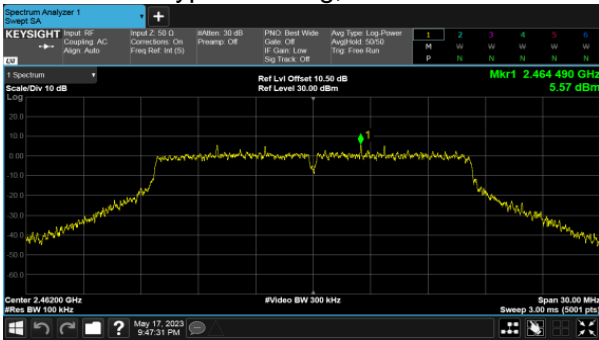 Spectrum Analyzer 1
Swept SA
+
KEYSIGHT Input: RF Input Z: 50 Ω #Atten: 30 dB PNO: Best Wide Avg Type: Log-Power 1 2 3 4 5 6
Coupling: AC Corrections: On Preamp: Off Gate: Off Avg|Hold: 50/50 M W W W W W
Align: Auto Freq Ref: Int (S) IF Gain: Low Trig: Free Run P N N N N N
Sig Track: Off
LXI
1 Spectrum Ref Lvl Offset 10.50 dB Mkr1 2.464 490 GHz
Scale/Div 10 dB Ref Level 30.00 dBm 5.57 dBm
Log
20.0
10.0
1
0.00
-10.0
-20.0
-30.0
-40.0
-50.0
-60.0
Center 2.46200 GHz #Video BW 300 kHz Span 30.00 MHz
#Res BW 100 kHz Sweep 3.00 ms (5001 pts)
? May 17, 2023
9:47:31 PM